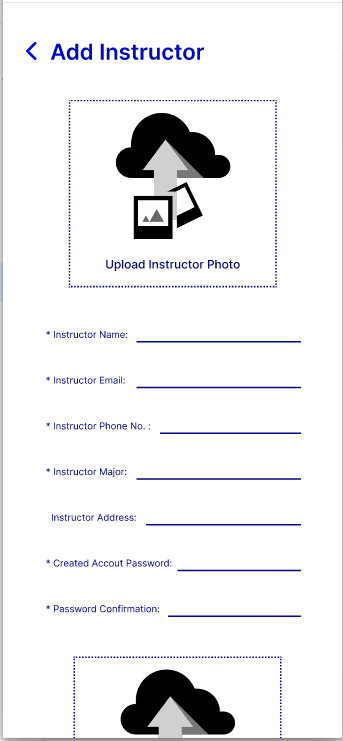 Add Instructor
Upload Instructor Photo
* Instructor Name:
* Instructor Email:
* Instructor Phone No. :
* Instructor Major:
Instructor Address:
* Created Accout Password:
* Password Confirmation: